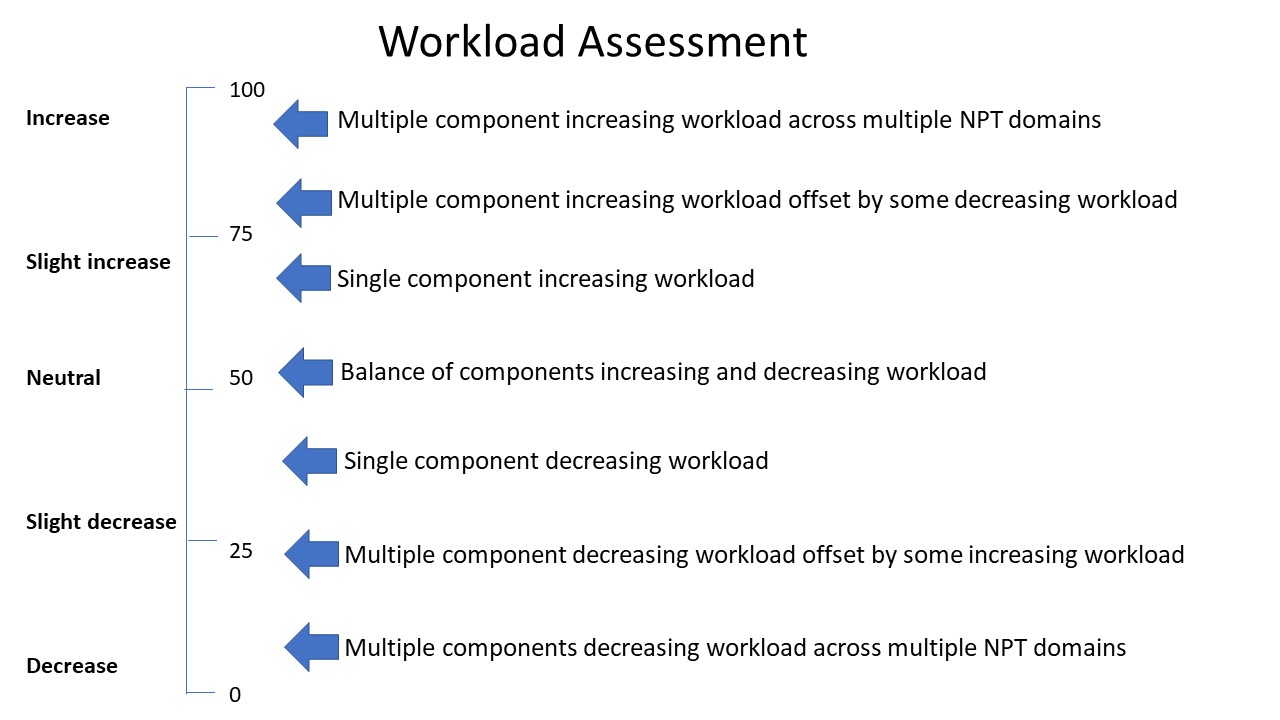 Workload Assessment
100
Increase
Multiple component increasing workload across multiple NPT domains
Multiple component increasing workload offset by some decreasing workload
75
Slight increase
Single component increasing workload
Neutral
50
Balance of components increasing and decreasing workload
Single component decreasing workload
Slight decrease
25
Multiple component decreasing workload offset by some increasing workload
Multiple components decreasing workload across multiple NPT domains
Decrease
0